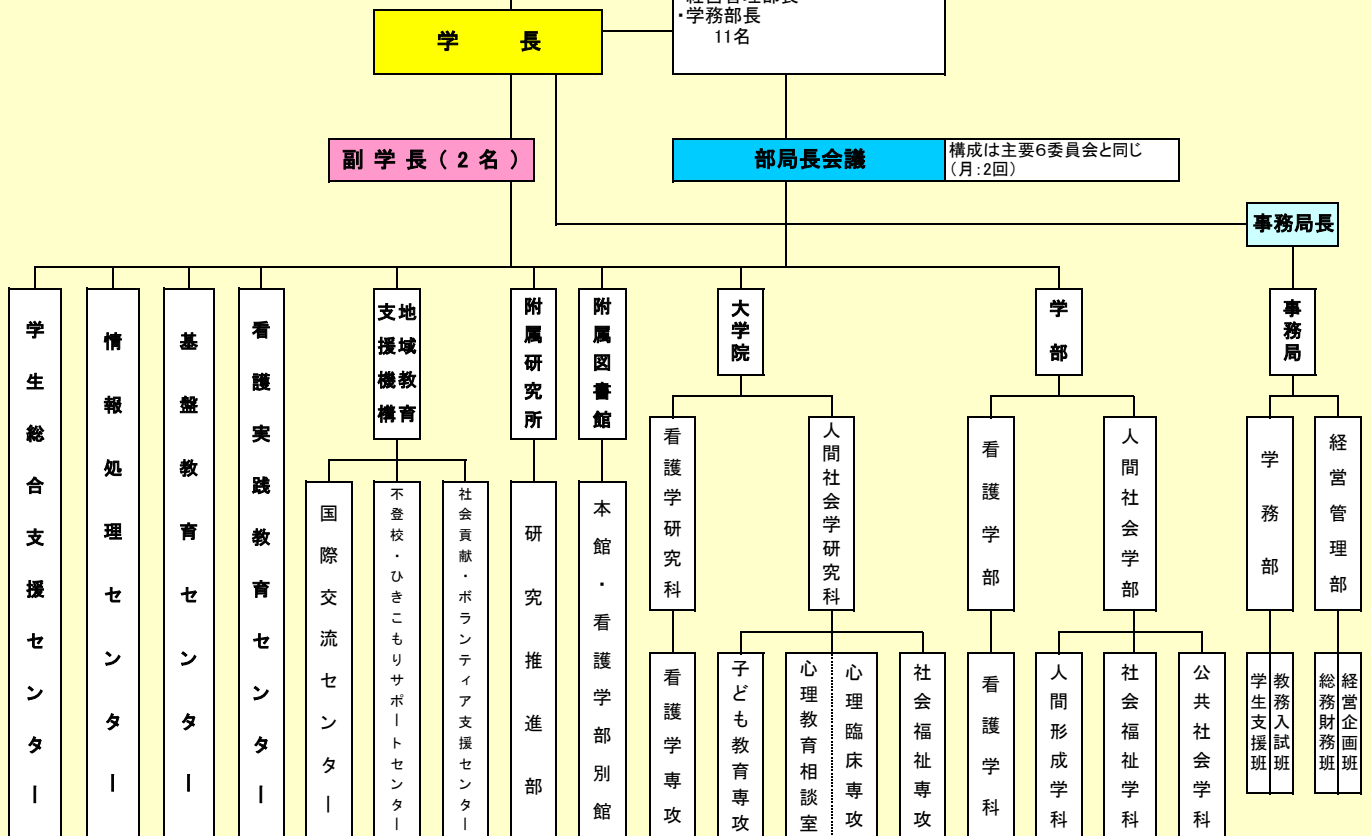 ・学務部長
11名
学長
副学長(2名)
部局長会議
構成は主要6委員会と同じ
(月:2回)
事務局長
学生総合支援センター
情報処理センター
基盤教育センター
看護実践教育センター
地域教育
支援機構
附属研究所
附属図書館
大学院
学部
事務局
国際交流センター
不登校・ひきこもりサポートセンター
社会貢献・ボランティア支援センター
研究推進部
本館・看護学部別館
看護学研究科
人間社会学研究科
看護学部
人間社会学部
学務部
経営管理部
看護学専攻
子ども教育専攻
心理教育相談室
心理臨床専攻
社会福祉専攻
看護学科
人間形成学科
社会福祉学科
公共社会学科
教務入試班
学生支援班
経営企画班
総務財務班